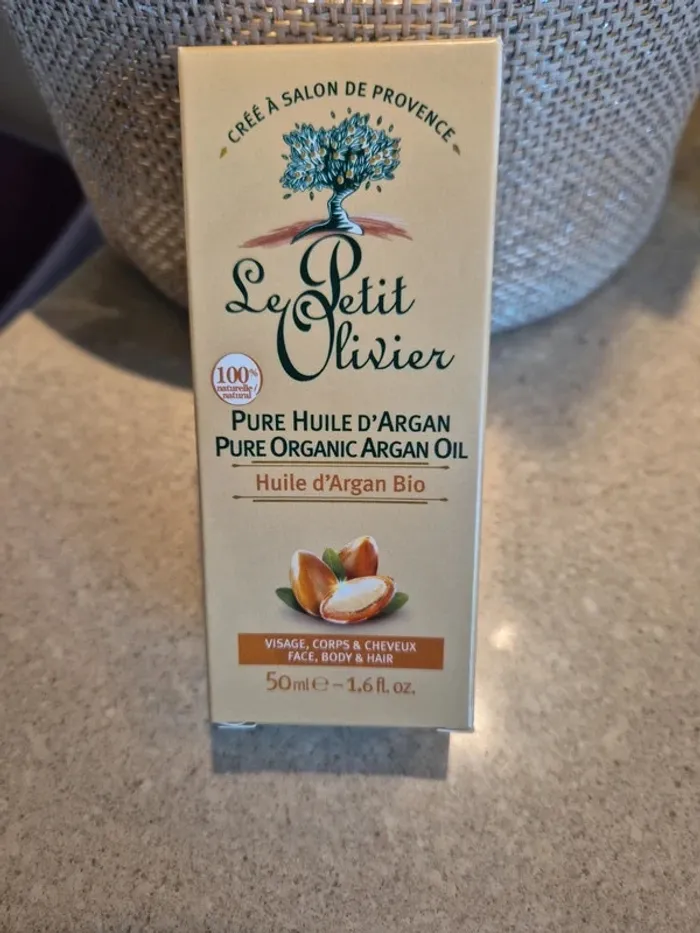 CRÉÉ À SALON DE PROVENCE
Le Petit
Olivier
100%
naturelle/
natural
PURE HUILE D'ARGAN
PURE ORGANIC ARGAN OIL
Huile d'Argan Bio
VISAGE, CORPS & CHEVEUX
FACE, BODY & HAIR
50ml e – 1.6 fl. oz.